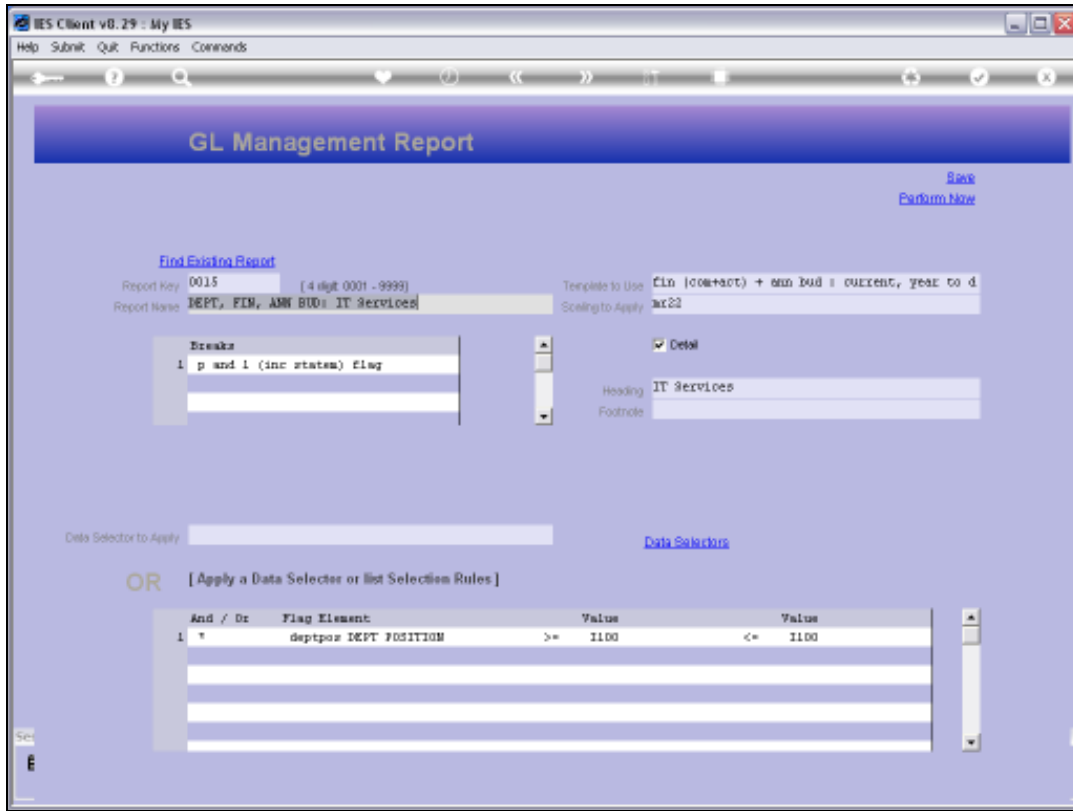 IES Client v8.29 : My IES
Help Submit Quit Functions Commands
GL Management Report
Save
Perform Now
Find Existing Report
Report Key 0015 [ 4 digit 0001 - 9999] Template to Use fin (com+act) + ann bud : current, year to d
Report Name DEPT, FIN, ANN BUD: IT Services Scaling to Apply mr22
Breaks Detail
1 p and l (inc statem) flag
Heading IT Services
Footnote
Data Selector to Apply Data Selectors
OR [ Apply a Data Selector or list Selection Rules ]
And / Or Flag Element Value Value
1 * deptpos DEPT POSITION >= I100 <= I100